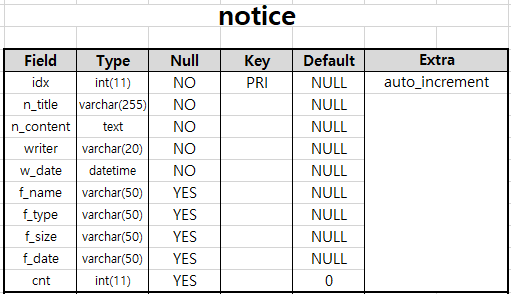 notice
Field Type Null Key Default Extra
idx int(11) NO PRI NULL auto_increment
n_title varchar(255) NO NULL
n_content text NO NULL
writer varchar(20) NO NULL
w_date datetime NO NULL
f_name varchar(50) YES NULL
f_type varchar(50) YES NULL
f_size varchar(50) YES NULL
f_date varchar(50) YES NULL
cnt int(11) YES 0